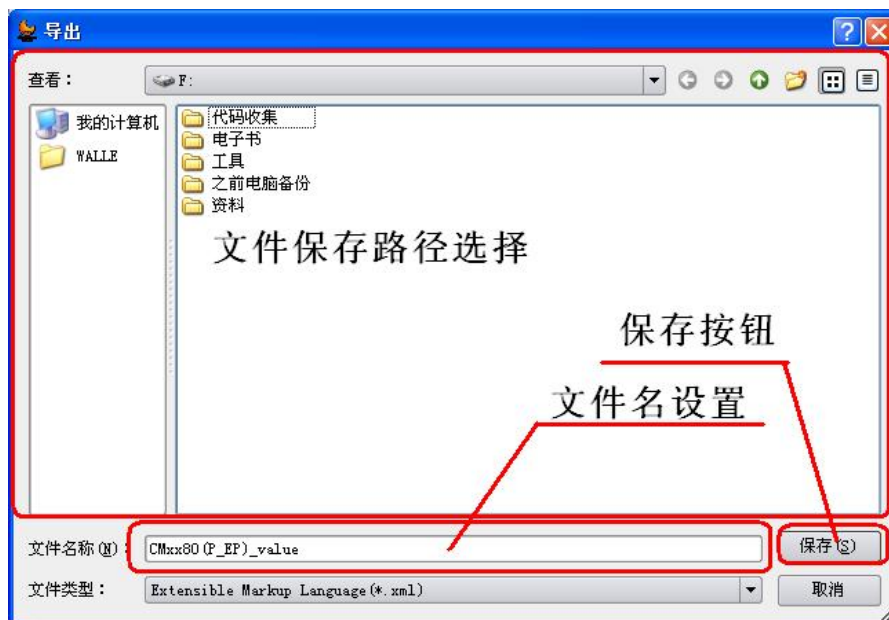 导出
查看：
F:
我的计算机
WALLE
代码收集
电子书
工具
之前电脑备份
资料
文件保存路径选择
保存按钮
文件名设置
文件名称(N)：
CMxx80(P_EP)_value
保存(S)
文件类型：
Extensible Markup Language(*.xml)
取消